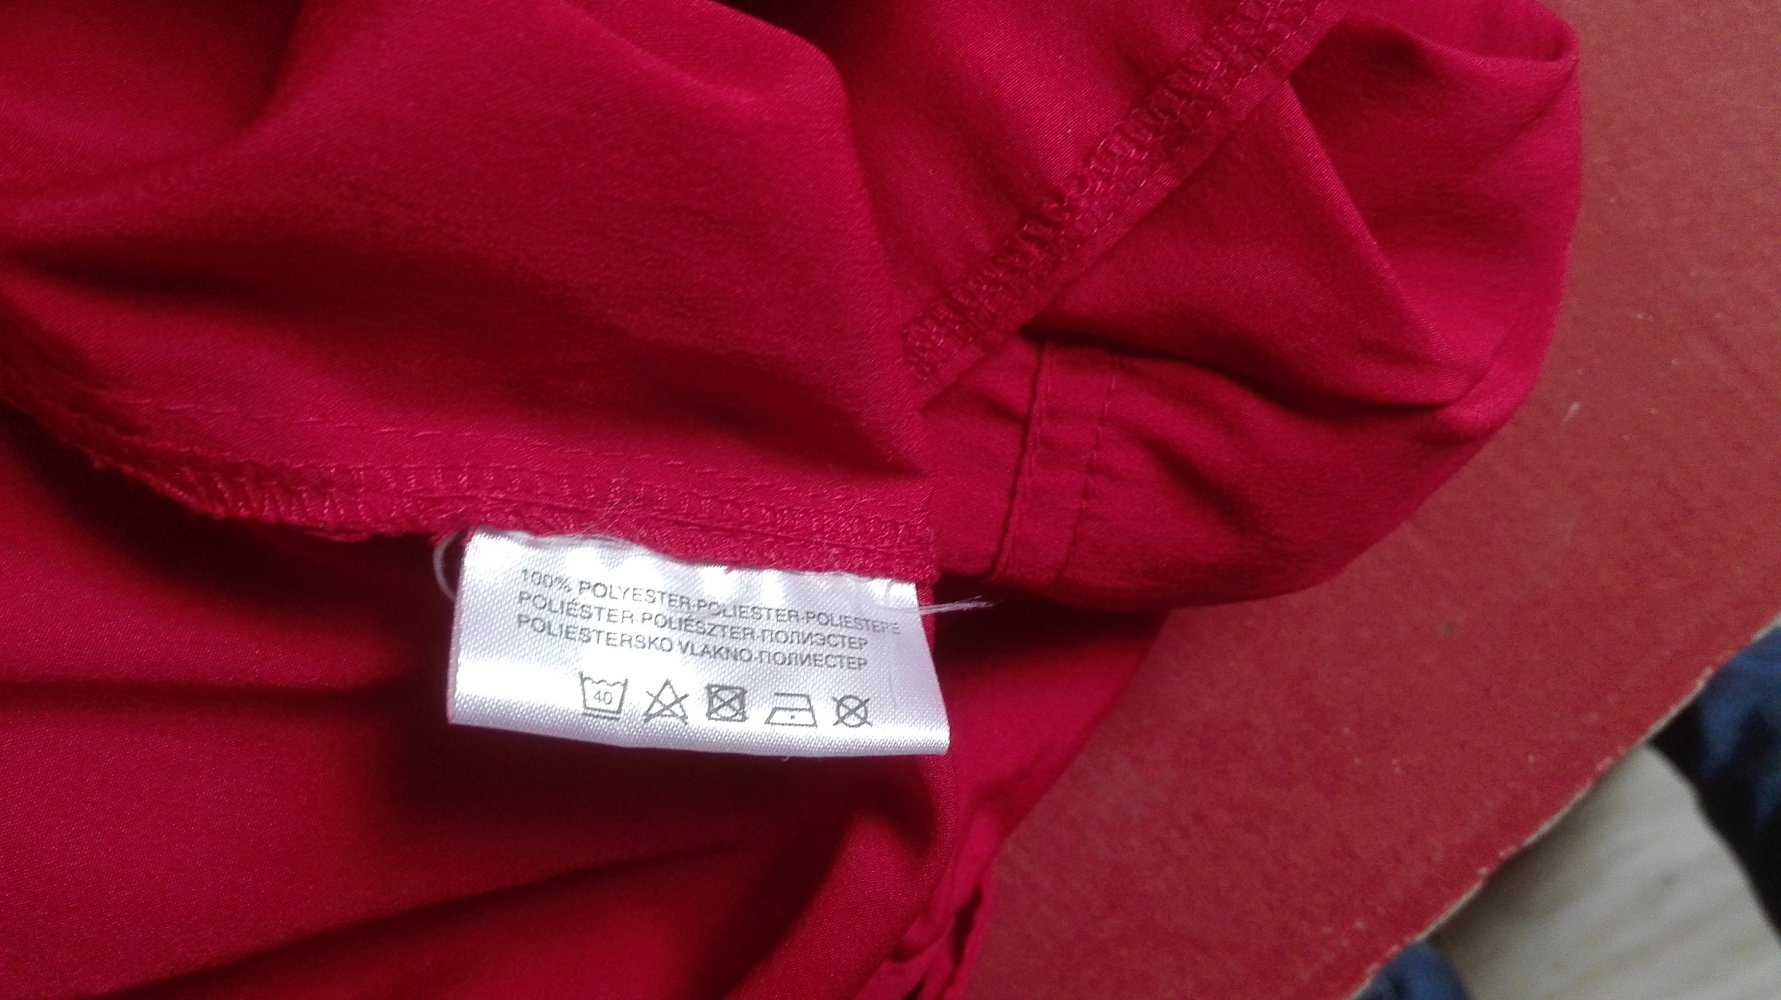 100% POLYESTER-POLIESTER-POLIESTERE
POLIÉSTER-POLIÉSZTER-ПОЛИЭСТЕР
POLIESTERSKO VLAKNO-ПОЛИЕСТЕР
40